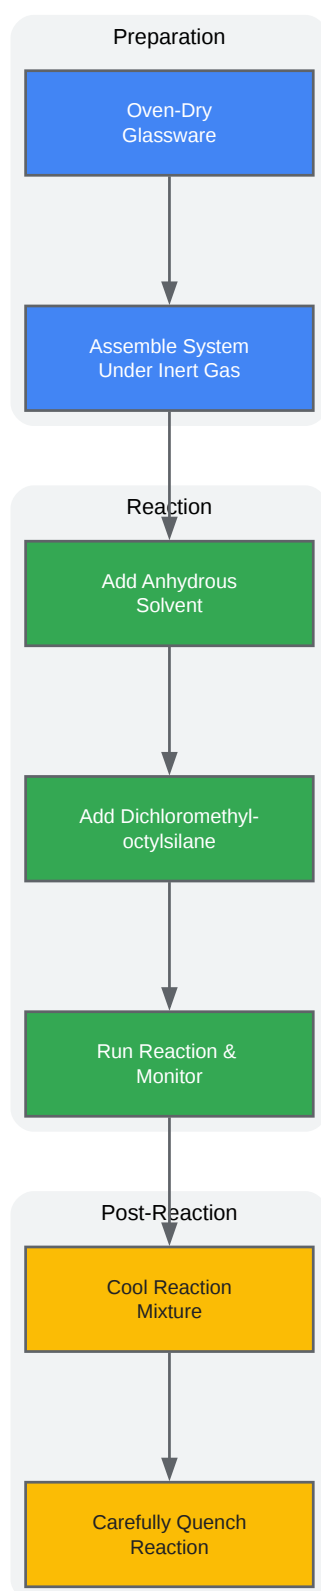 Preparation
Oven-Dry
Glassware
Assemble System
Under Inert Gas
Reaction
Add Anhydrous
Solvent
Add Dichloromethyl-
octylsilane
Run Reaction &
Monitor
Post-Reaction
Cool Reaction
Mixture
Carefully Quench
Reaction